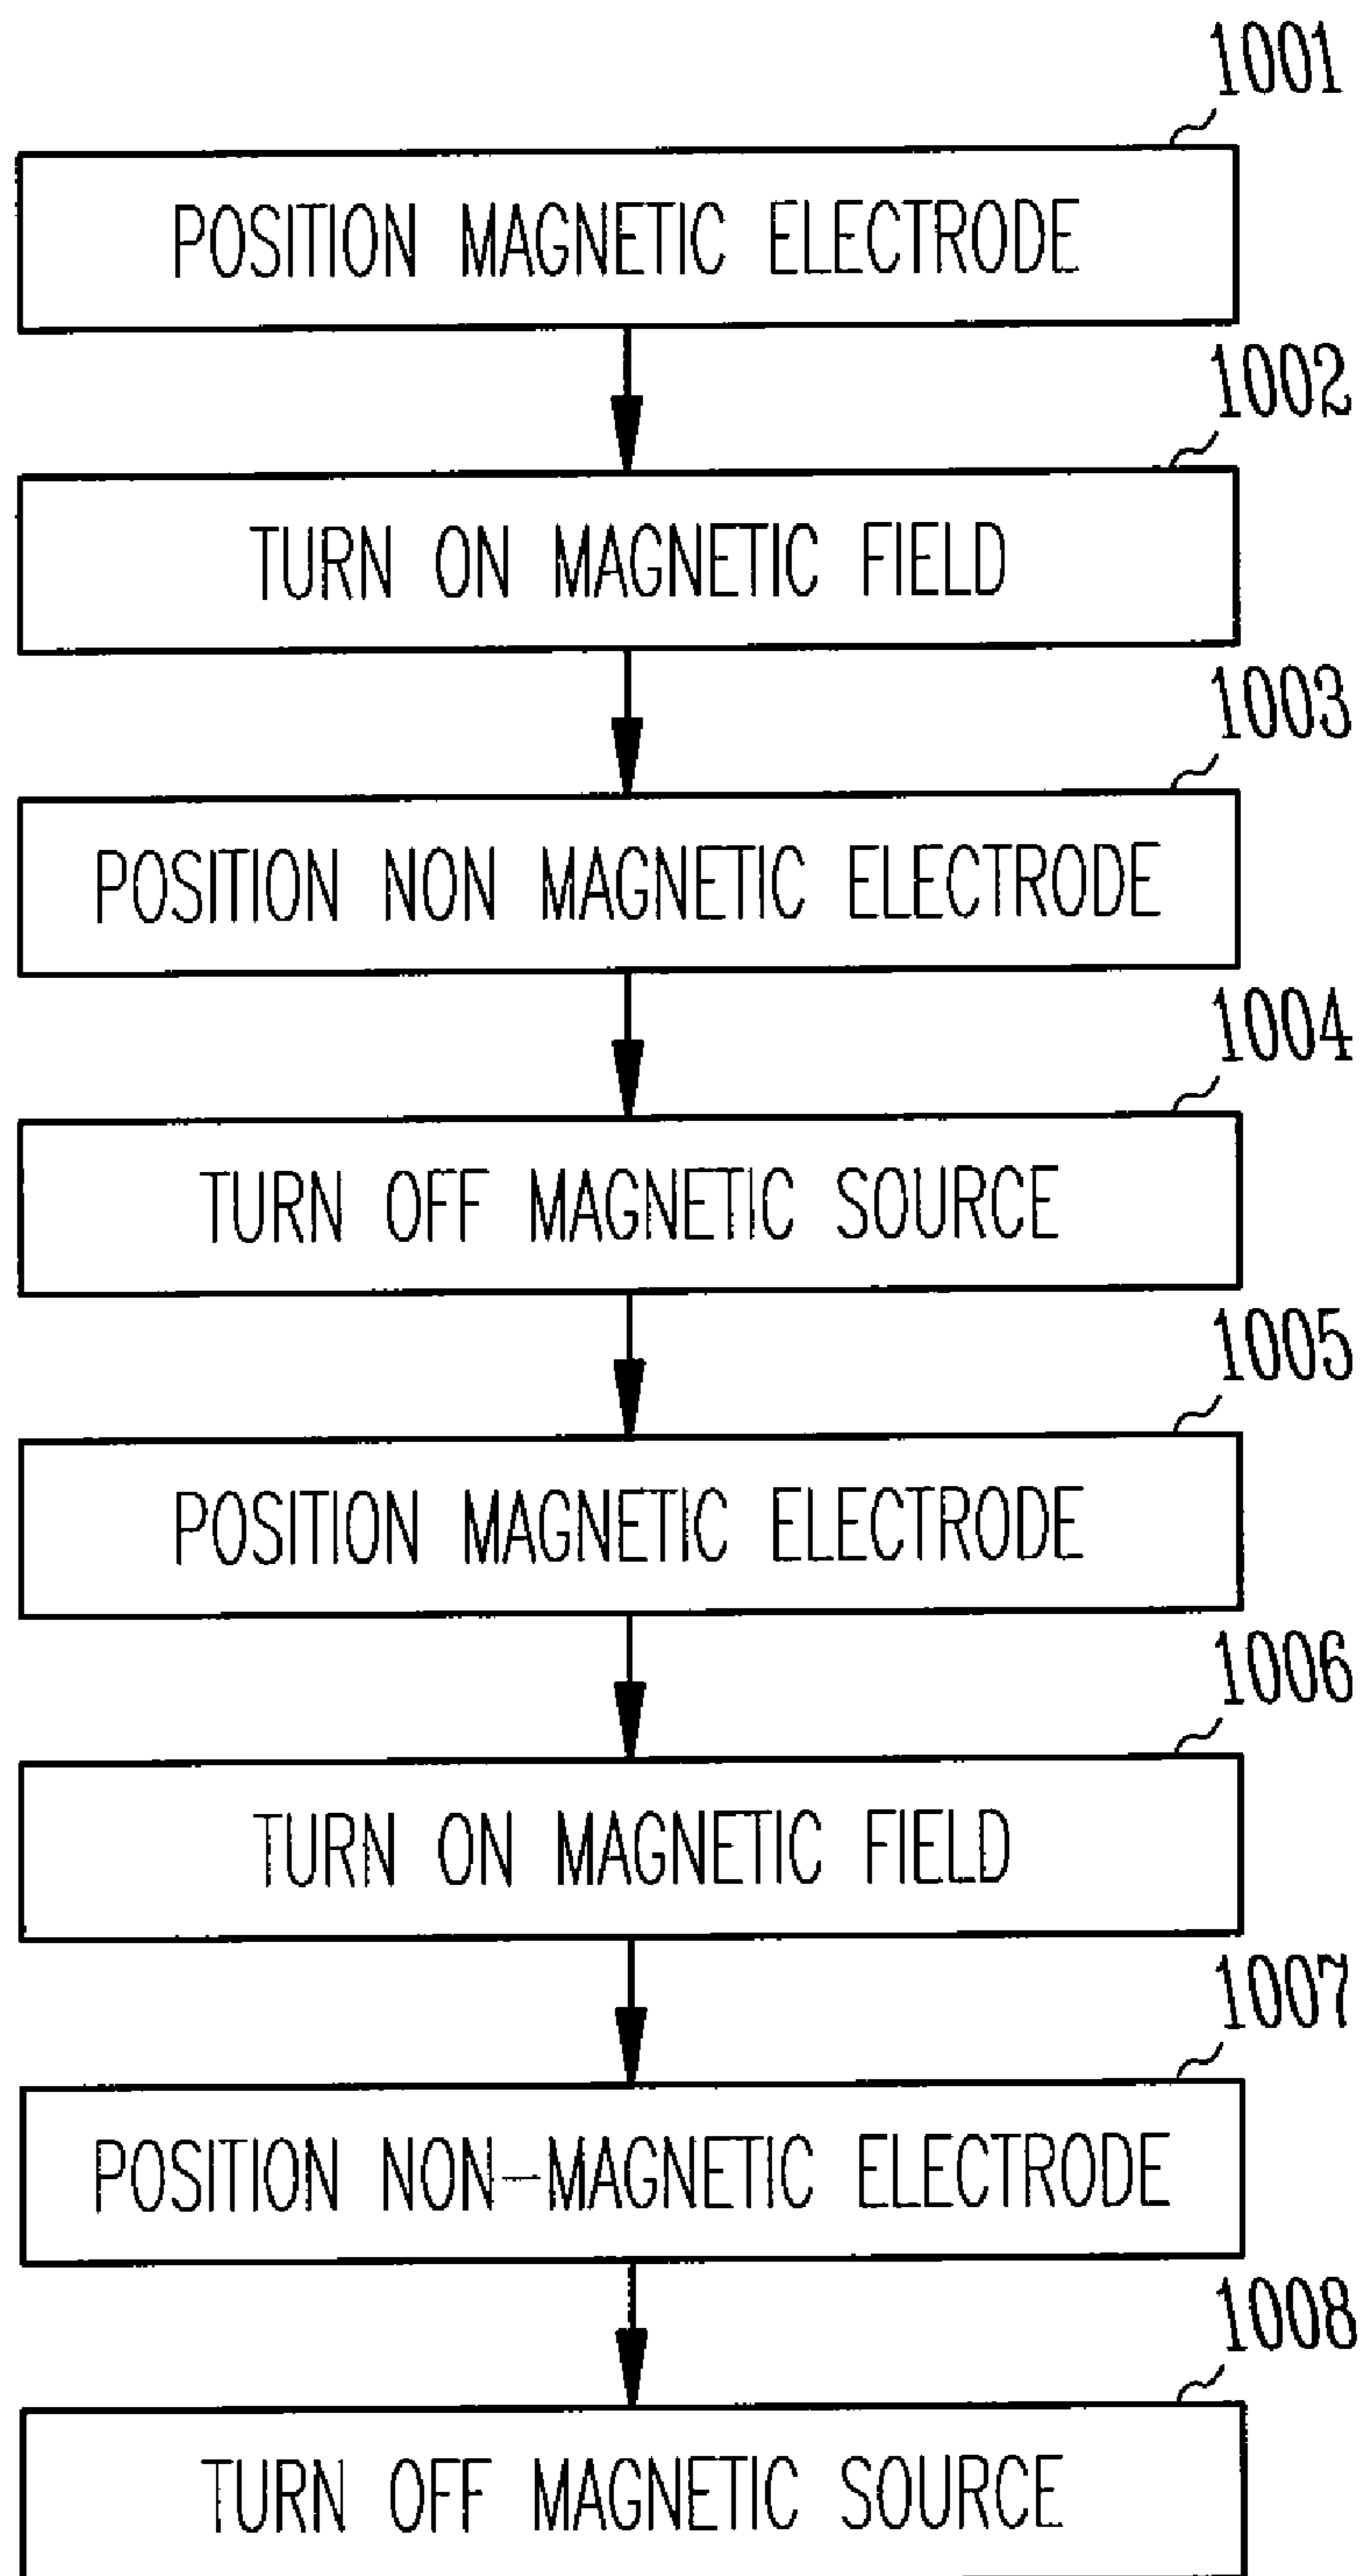 1001
POSITION MAGNETIC ELECTRODE
1002
TURN ON MAGNETIC FIELD
1003
POSITION NON MAGNETIC ELECTRODE
1004
TURN OFF MAGNETIC SOURCE
1005
POSITION MAGNETIC ELECTRODE
1006
TURN ON MAGNETIC FIELD
1007
POSITION NON-MAGNETIC ELECTRODE
1008
TURN OFF MAGNETIC SOURCE